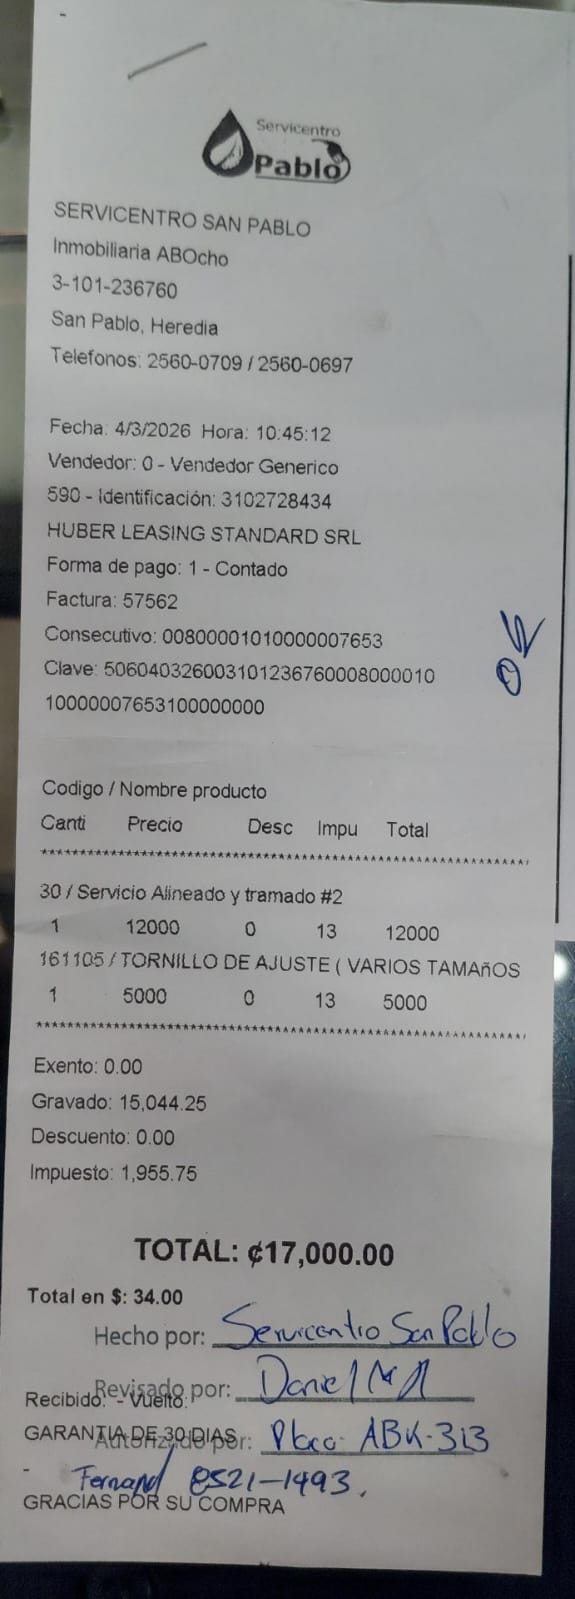 Servicentro
Pablo
SERVICENTRO SAN PABLO
Inmobiliaria ABOcho
3-101-236760
San Pablo, Heredia
Telefonos: 2560-0709 / 2560-0697
Fecha: 4/3/2026 Hora: 10:45:12
Vendedor: 0 - Vendedor Generico
590 - Identificación: 3102728434
HUBER LEASING STANDARD SRL
Forma de pago: 1 - Contado
Factura: 57562
Consecutivo: 00800001010000007653
Clave: 506040326003101236760008000010
10000007653100000000
OK
Codigo / Nombre producto
Canti Precio Desc Impu Total
30 / Servicio Alineado y tramado #2
1 12000 0 13 12000
161105 / TORNILLO DE AJUSTE ( VARIOS TAMAñOS
1 5000 0 13 5000
Exento: 0.00
Gravado: 15,044.25
Descuento: 0.00
Impuesto: 1,955.75
TOTAL: ¢17,000.00
Total en $: 34.00
Hecho por: Servicentro San Pablo
Revisado por: Daniel
Recibido: - Vuelto:
GARANTIA DE 30 DIAS
Autorizado por: Placa: ABK-313
- Fernand 8521-1493.
GRACIAS POR SU COMPRA